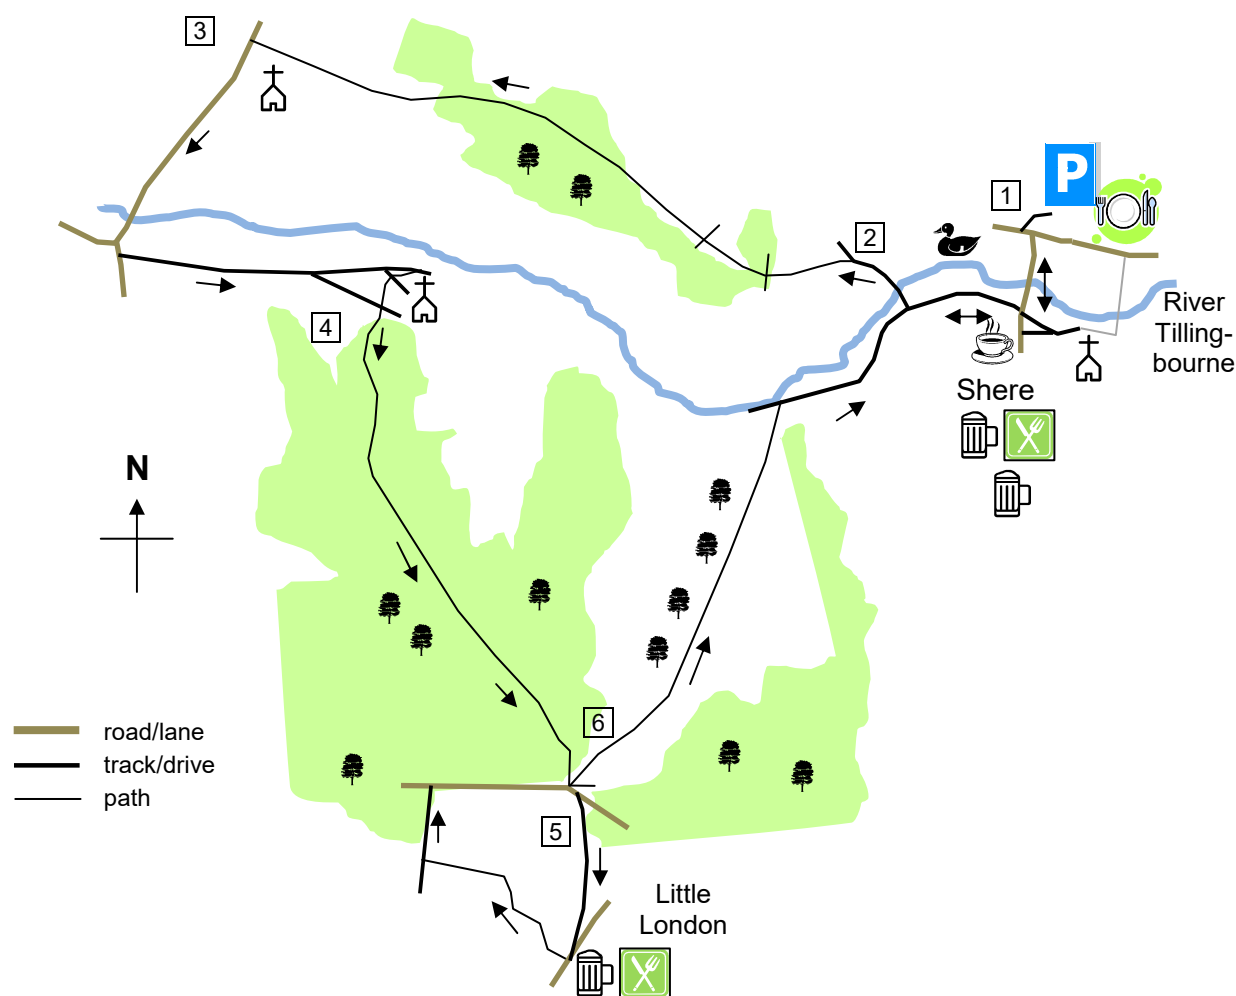 3
P
1
2
River
Tilling-
bourne
4
Shere
N
6
road/lane
track/drive
path
5
Little
London